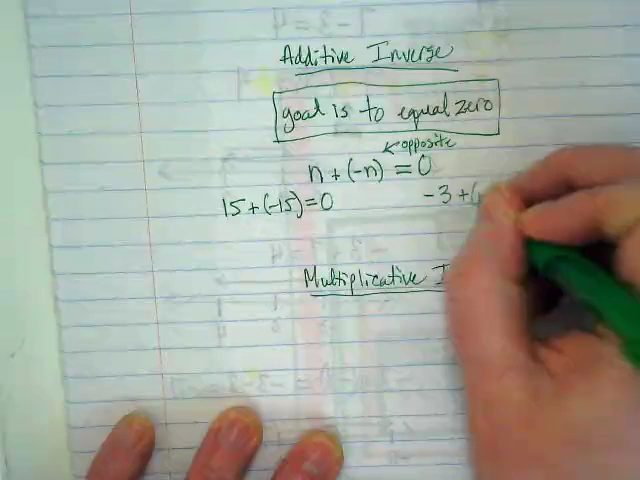 Additive Inverse
goal is to equal zero
opposite
n + (-n) = 0
15 + (-15) = 0
-3 + (
Multiplicative